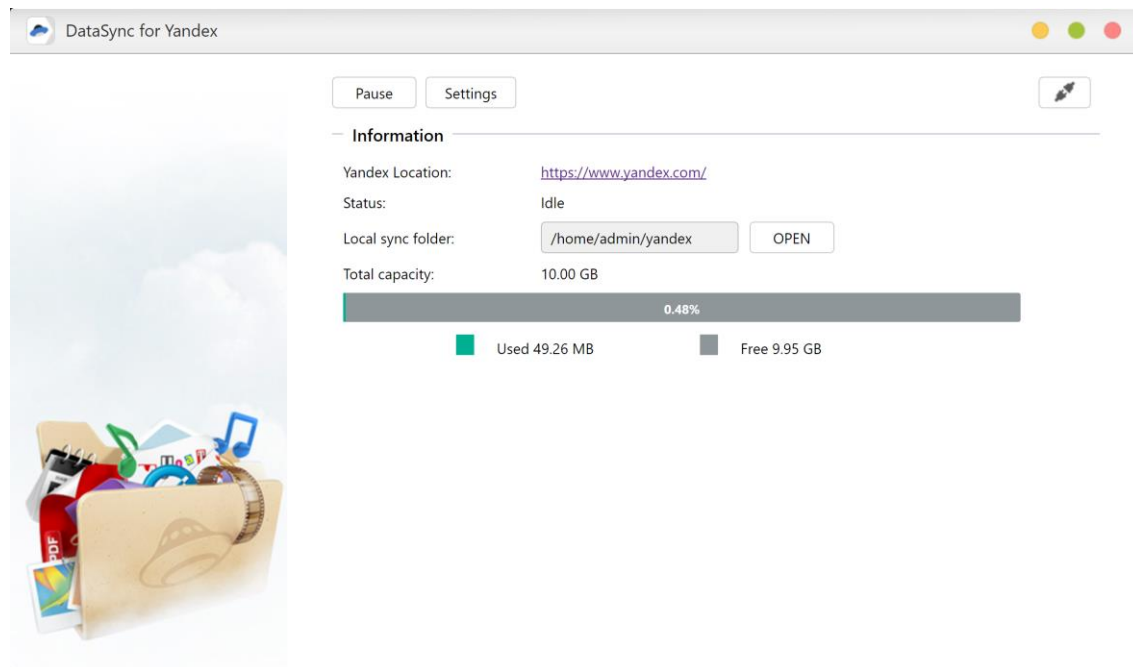 DataSync for Yandex
Pause Settings
Information
Yandex Location: https://www.yandex.com/
Status: Idle
Local sync folder: /home/admin/yandex OPEN
Total capacity: 10.00 GB
0.48%
Used 49.26 MB Free 9.95 GB
PDF